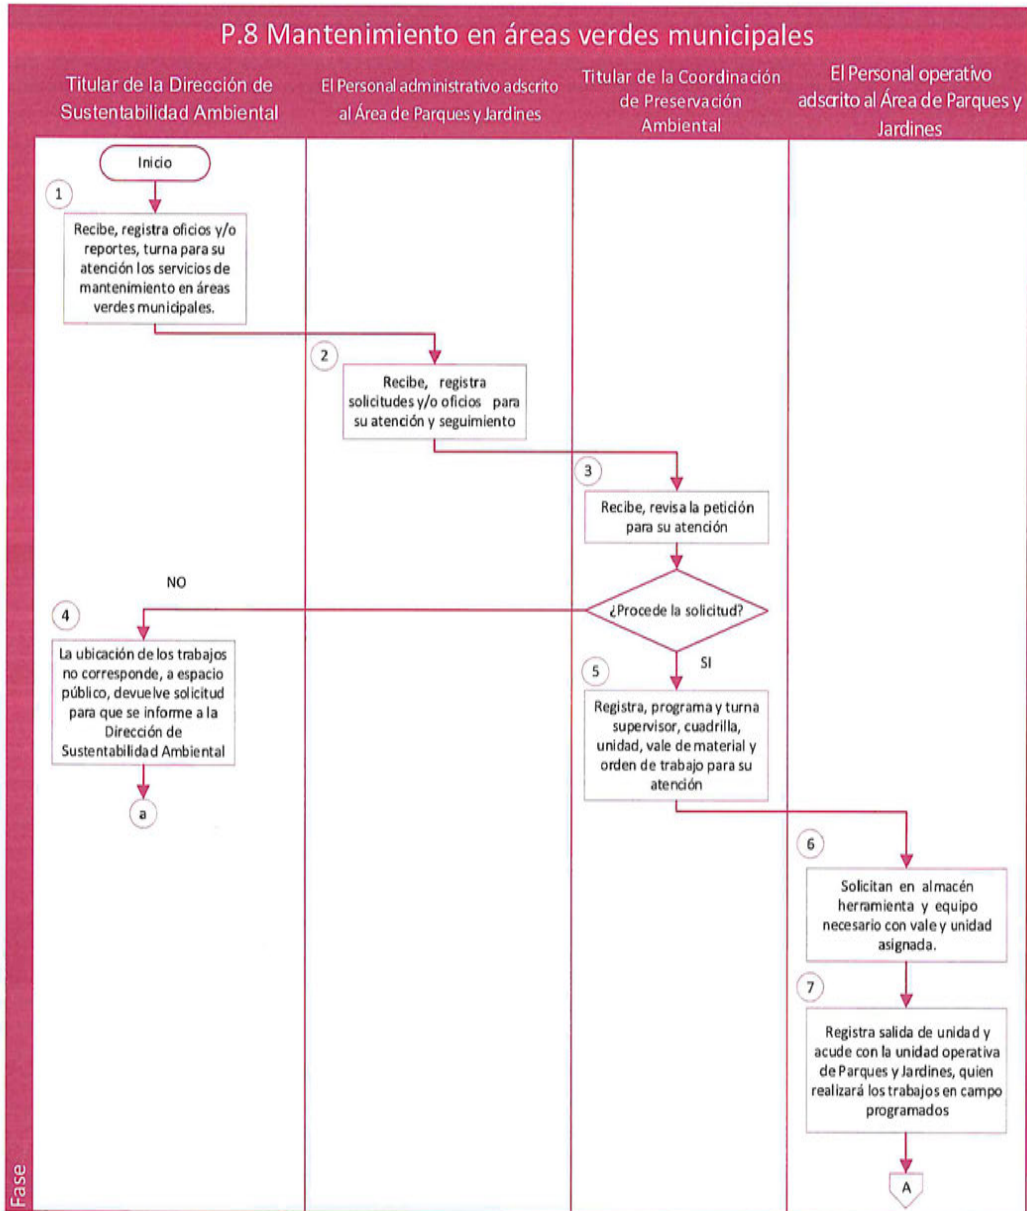 P.8 Mantenimiento en áreas verdes municipales
Titular de la Dirección de
Sustentabilidad Ambiental
El Personal administrativo adscrito
al Área de Parques y Jardines
Titular de la Coordinación
de Preservación
Ambiental
El Personal operativo
adscrito al Área de Parques y
Jardines
Inicio
1
Recibe, registra oficios y/o
reportes, turna para su
atención los servicios de
mantenimiento en áreas
verdes municipales.
2
Recibe, registra
solicitudes y/o oficios para
su atención y seguimiento
3
Recibe, revisa la petición
para su atención
¿Procede la solicitud?
NO
4
La ubicación de los trabajos
no corresponde, a espacio
público, devuelve solicitud
para que se informe a la
Dirección de
Sustentabilidad Ambiental
a
SI
5
Registra, programa y turna
supervisor, cuadrilla,
unidad, vale de material y
orden de trabajo para su
atención
6
Solicitan en almacén
herramienta y equipo
necesario con vale y unidad
asignada.
7
Registra salida de unidad y
acude con la unidad operativa
de Parques y Jardines, quien
realizará los trabajos en campo
programados
A
Fase